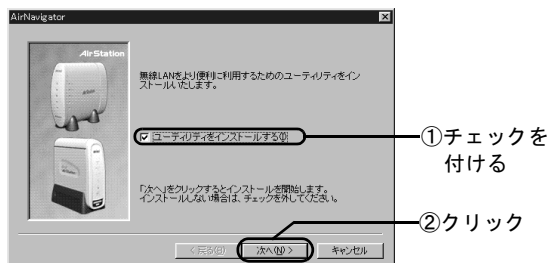 AirNavigator
AirStation
無線LANをより便利に利用するためのユーティリティをイン
ストールいたします。
ユーティリティをインストールする(I)
①チェックを
付ける
「次へ」をクリックするとインストールを開始します。
インストールしない場合は、チェックを外してください。
②クリック
< 戻る(B)
次へ(N) >
キャンセル